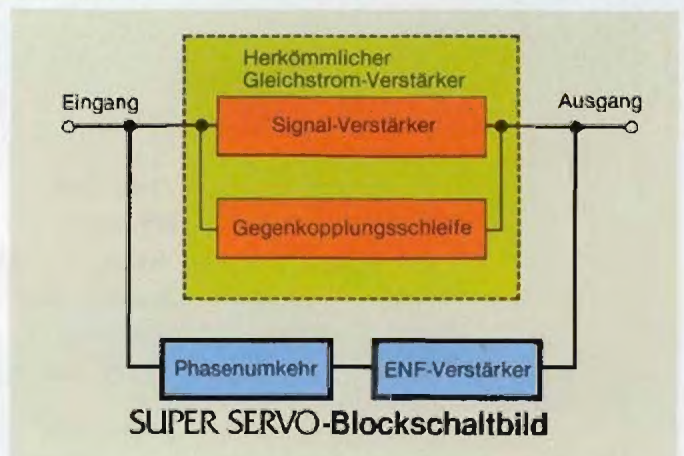 Herkömmlicher
Gleichstrom-Verstärker
Eingang
Ausgang
Signal-Verstärker
Gegenkopplungsschleife
Phasenumkehr
ENF-Verstärker
SUPER SERVO-Blockschaltbild